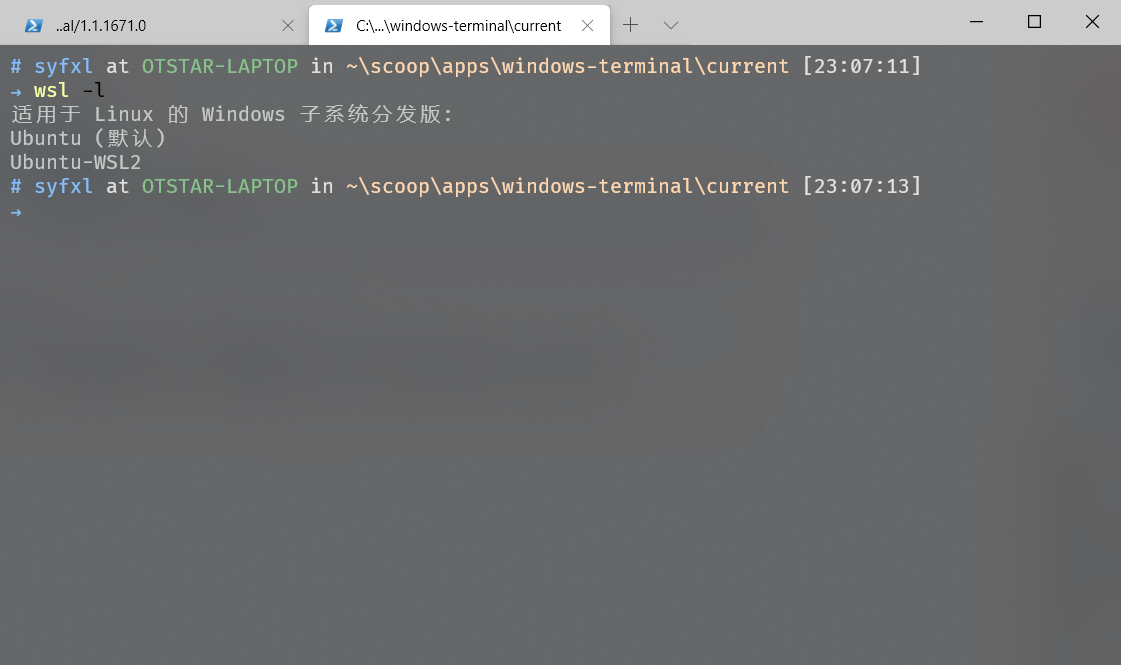 ..al/1.1.1671.0
C:\...\windows-terminal\current
# syfxl at OTSTAR-LAPTOP in ~\scoop\apps\windows-terminal\current [23:07:11]
→ wsl -l
适用于 Linux 的 Windows 子系统分发版:
Ubuntu (默认)
Ubuntu-WSL2
# syfxl at OTSTAR-LAPTOP in ~\scoop\apps\windows-terminal\current [23:07:13]
→